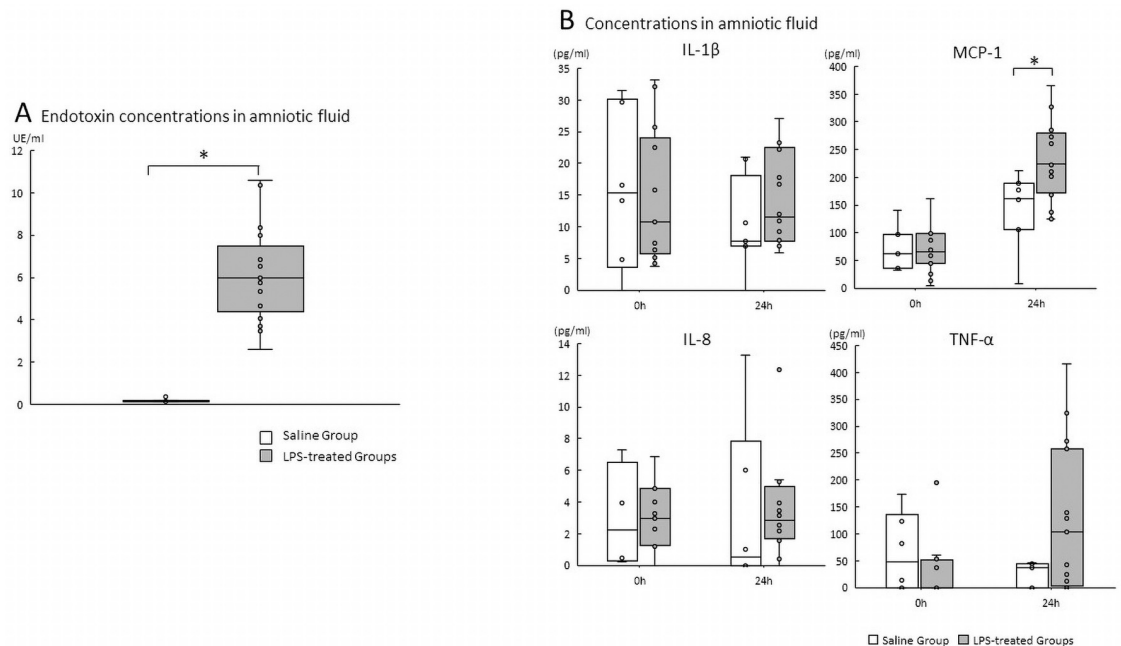 A Endotoxin concentrations in amniotic fluid
UE/ml
12
10
8
6
4
2
0
*
Saline Group
LPS-treated Groups
B Concentrations in amniotic fluid
(pg/ml)
IL-1β
35
30
25
20
15
10
5
0
0h
24h
(pg/ml)
MCP-1
400
350
300
250
200
150
100
50
0
*
0h
24h
(pg/ml)
IL-8
14
12
10
8
6
4
2
0
0h
24h
(pg/ml)
TNF-α
450
400
350
300
250
200
150
100
50
0
0h
24h
Saline Group LPS-treated Groups